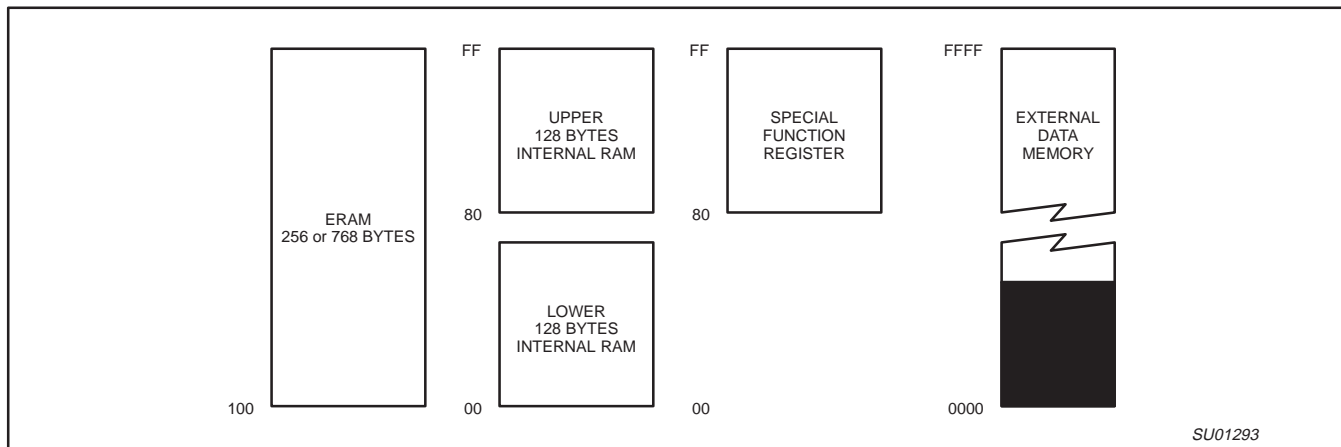 FF
FF
FFFF
UPPER
128 BYTES
INTERNAL RAM
SPECIAL
FUNCTION
REGISTER
EXTERNAL
DATA
MEMORY
ERAM
256 or 768 BYTES
80
80
LOWER
128 BYTES
INTERNAL RAM
100
00
00
0000
SU01293